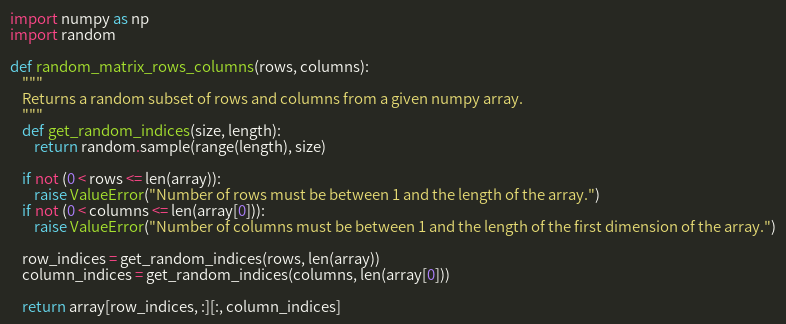 import numpy as np
import random

def random_matrix_rows_columns(rows, columns):
    """
    Returns a random subset of rows and columns from a given numpy array.
    """
    def get_random_indices(size, length):
        return random.sample(range(length), size)

    if not (0 < rows <= len(array)):
        raise ValueError("Number of rows must be between 1 and the length of the array.")
    if not (0 < columns <= len(array[0])):
        raise ValueError("Number of columns must be between 1 and the length of the first dimension of the array.")

    row_indices = get_random_indices(rows, len(array))
    column_indices = get_random_indices(columns, len(array[0]))

    return array[row_indices, :][:, column_indices]